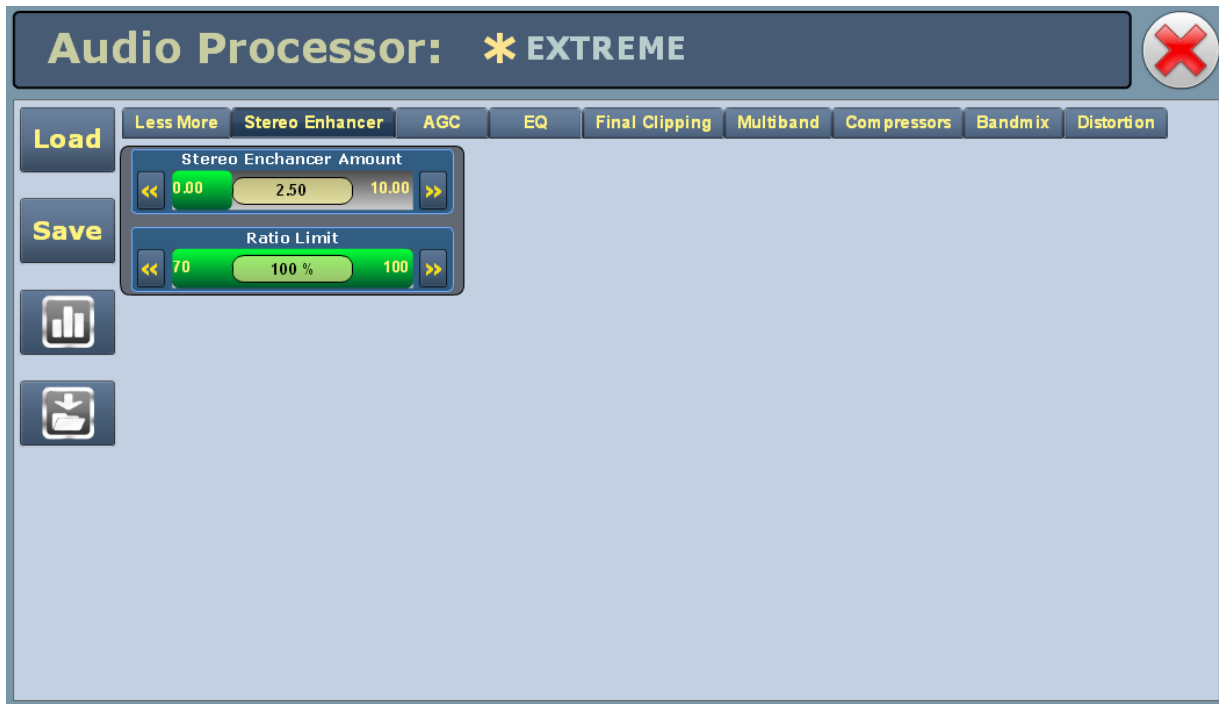 Audio Processor: * EXTREME
Load
Save
Less More Stereo Enhancer AGC EQ Final Clipping Multiband Compressors Bandmix Distortion
Stereo Enchancer Amount
« 0.00 2.50 10.00 »
Ratio Limit
« 70 100 % 100 »